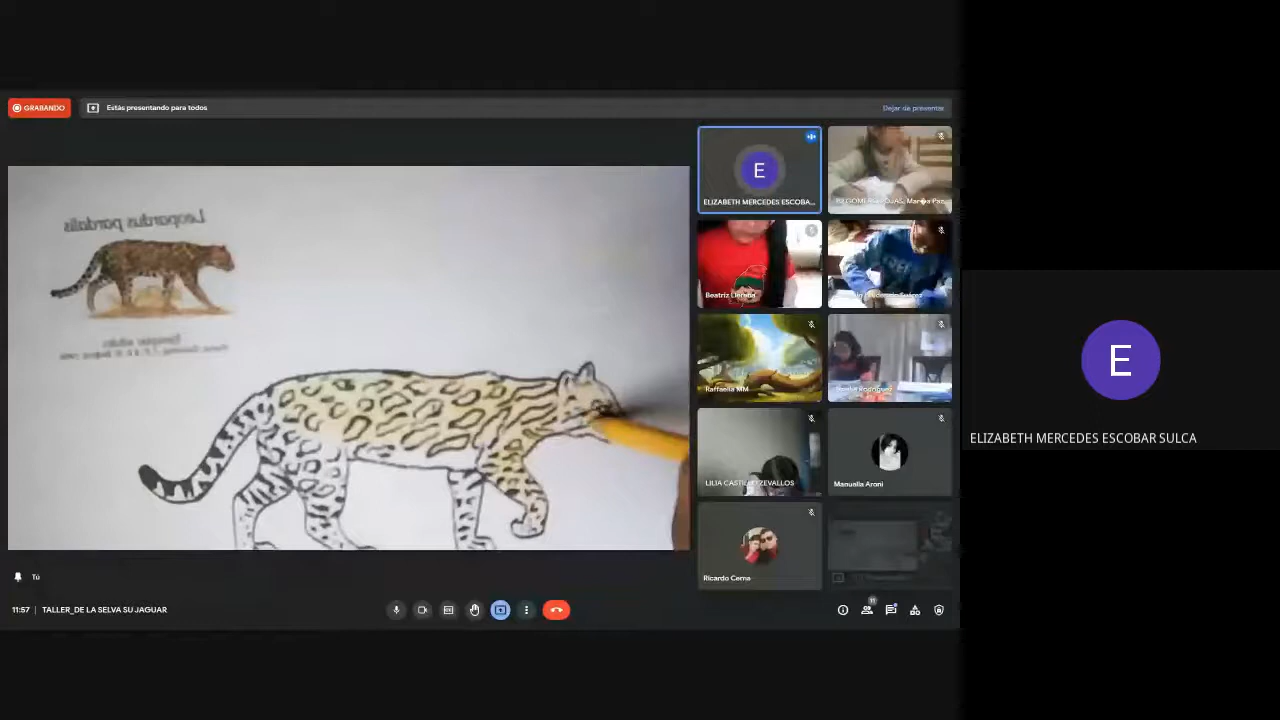 GRABANDO
Estás presentando para todos
Dejar de presentar
Leopardus pardalis
E
ELIZABETH MERCEDES ESCOBA...
Beatriz Llerena
Raffaella MM
LILIA CASTILLO ZEVALLOS
Manuella Aroni
Ricardo Cerna
Tú
11:57 | TALLER_DE LA SELVA SU JAGUAR
11
E
ELIZABETH MERCEDES ESCOBAR SULCA